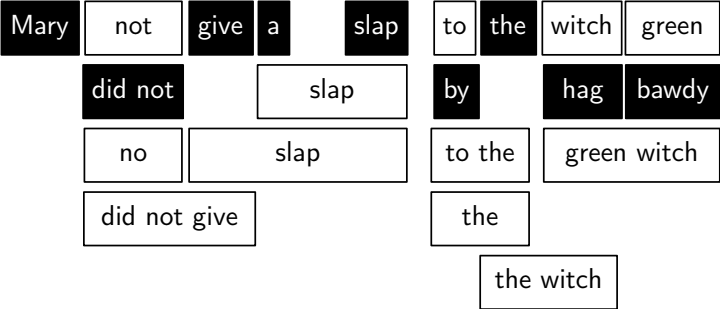 Mary not give a slap to the witch green
did not slap by hag bawdy
no slap to the green witch
did not give the
the witch